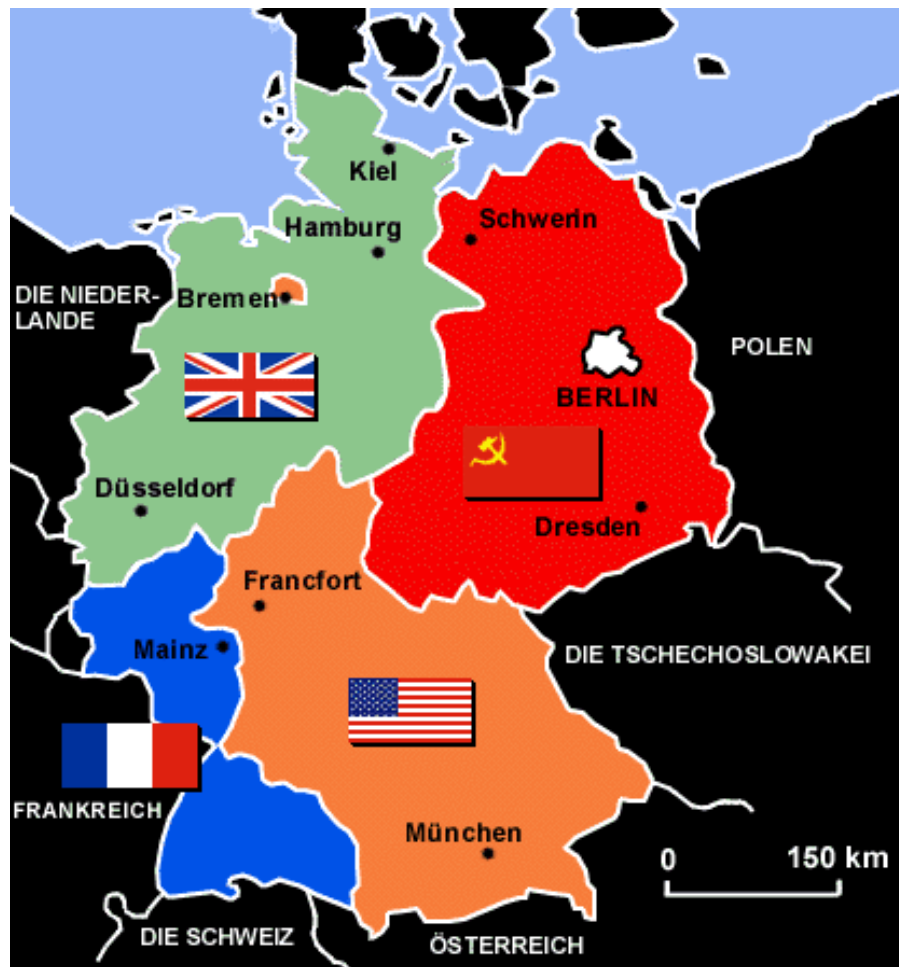 Kiel
Schwerin
Hamburg
DIE NIEDER-
LANDE
Bremen
POLEN
BERLIN
Düsseldorf
Dresden
Francfort
Mainz
DIE TSCHECHOSLOWAKEI
FRANKREICH
München
0 150 km
DIE SCHWEIZ
ÖSTERREICH